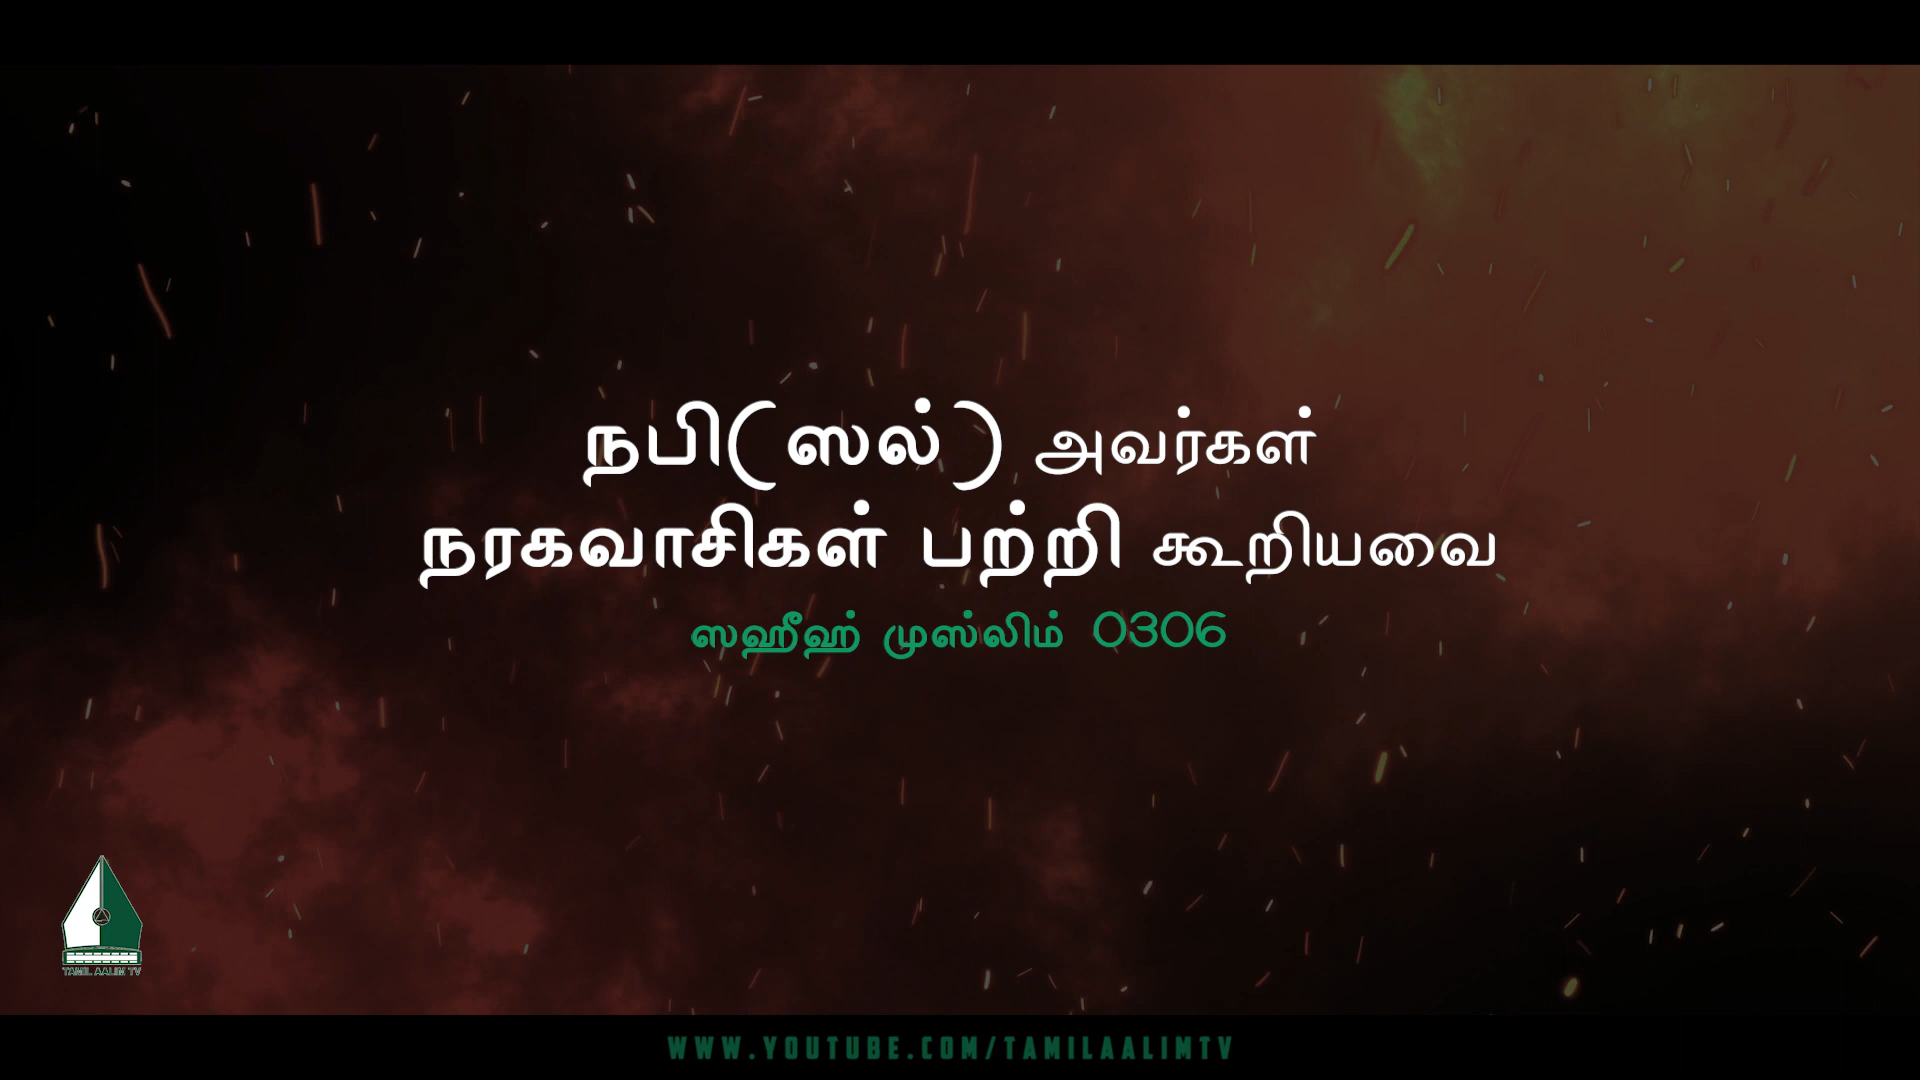 நபி(ஸல்) அவர்கள்
நரகவாசிகள் பற்றி கூறியவை
ஸஹீஹ் முஸ்லிம் 0306
TAMIL AALIM TV
WWW.YOUTUBE.COM/TAMILAALIMTV